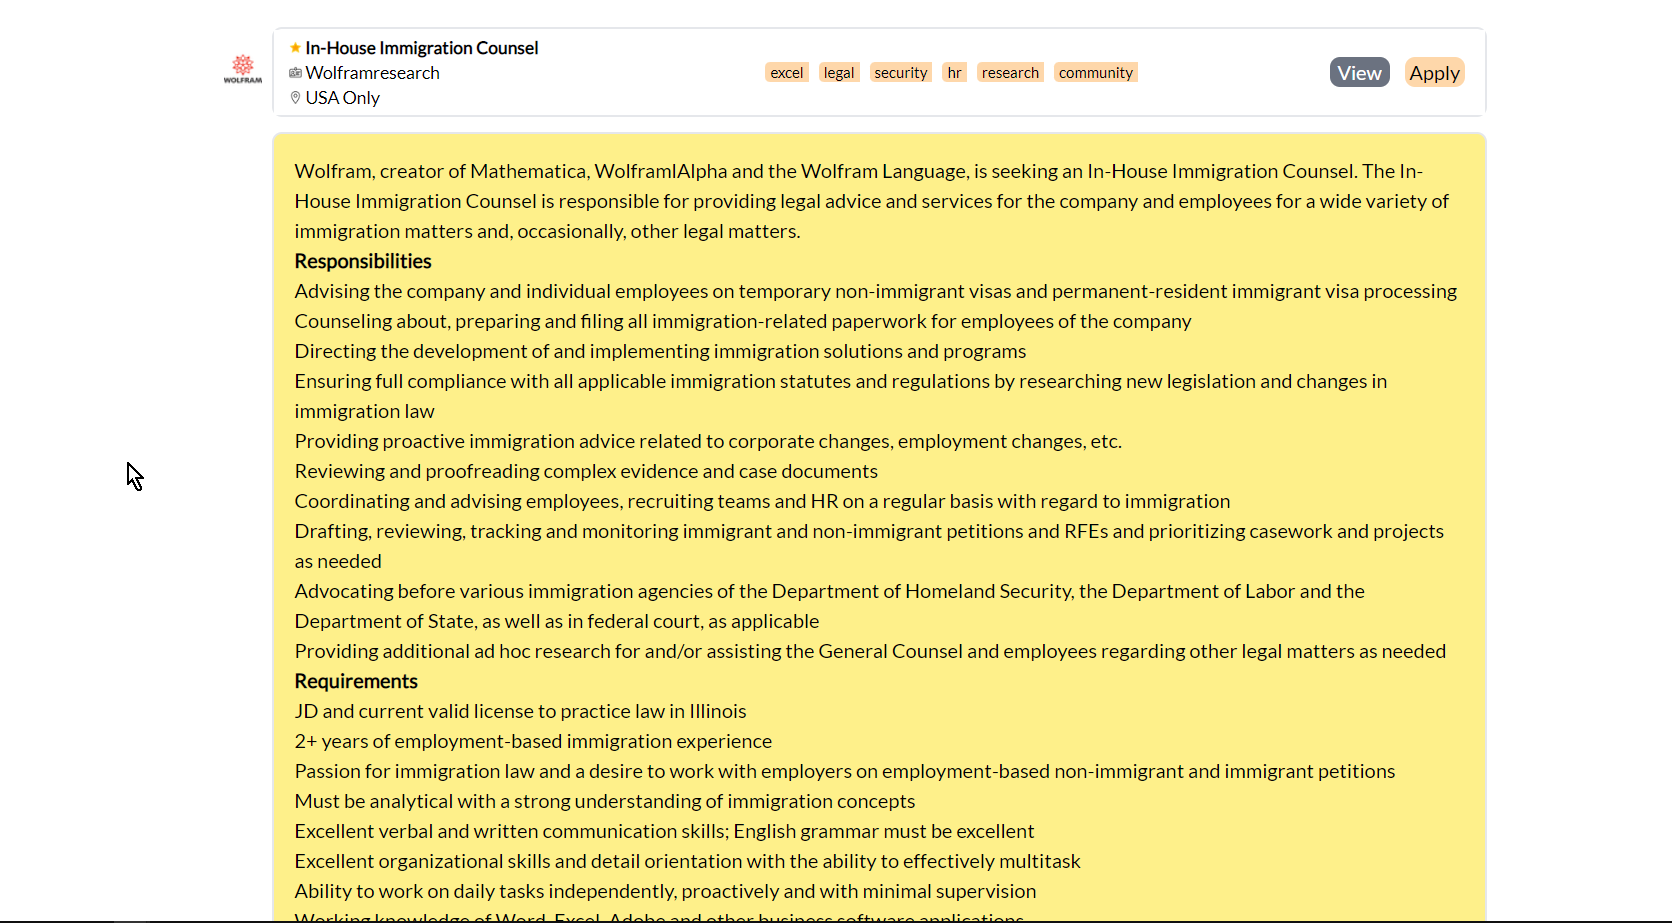 In-House Immigration Counsel
WOLFRAM
Wolframresearch
excel legal security hr research community
View Apply
USA Only
Wolfram, creator of Mathematica, Wolfram|Alpha and the Wolfram Language, is seeking an In-House Immigration Counsel. The In-
House Immigration Counsel is responsible for providing legal advice and services for the company and employees for a wide variety of
immigration matters and, occasionally, other legal matters.
Responsibilities
Advising the company and individual employees on temporary non-immigrant visas and permanent-resident immigrant visa processing
Counseling about, preparing and filing all immigration-related paperwork for employees of the company
Directing the development of and implementing immigration solutions and programs
Ensuring full compliance with all applicable immigration statutes and regulations by researching new legislation and changes in
immigration law
Providing proactive immigration advice related to corporate changes, employment changes, etc.
Reviewing and proofreading complex evidence and case documents
Coordinating and advising employees, recruiting teams and HR on a regular basis with regard to immigration
Drafting, reviewing, tracking and monitoring immigrant and non-immigrant petitions and RFEs and prioritizing casework and projects
as needed
Advocating before various immigration agencies of the Department of Homeland Security, the Department of Labor and the
Department of State, as well as in federal court, as applicable
Providing additional ad hoc research for and/or assisting the General Counsel and employees regarding other legal matters as needed
Requirements
JD and current valid license to practice law in Illinois
2+ years of employment-based immigration experience
Passion for immigration law and a desire to work with employers on employment-based non-immigrant and immigrant petitions
Must be analytical with a strong understanding of immigration concepts
Excellent verbal and written communication skills; English grammar must be excellent
Excellent organizational skills and detail orientation with the ability to effectively multitask
Ability to work on daily tasks independently, proactively and with minimal supervision
Working knowledge of Word, Excel, Adobe and other business software applications